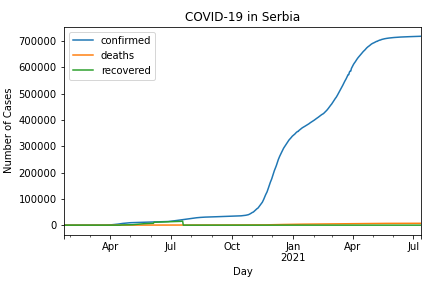 COVID-19 in Serbia
confirmed
deaths
recovered
Number of Cases
700000
600000
500000
400000
300000
200000
100000
0
Apr
Jul
Oct
Jan
2021
Apr
Jul
Day